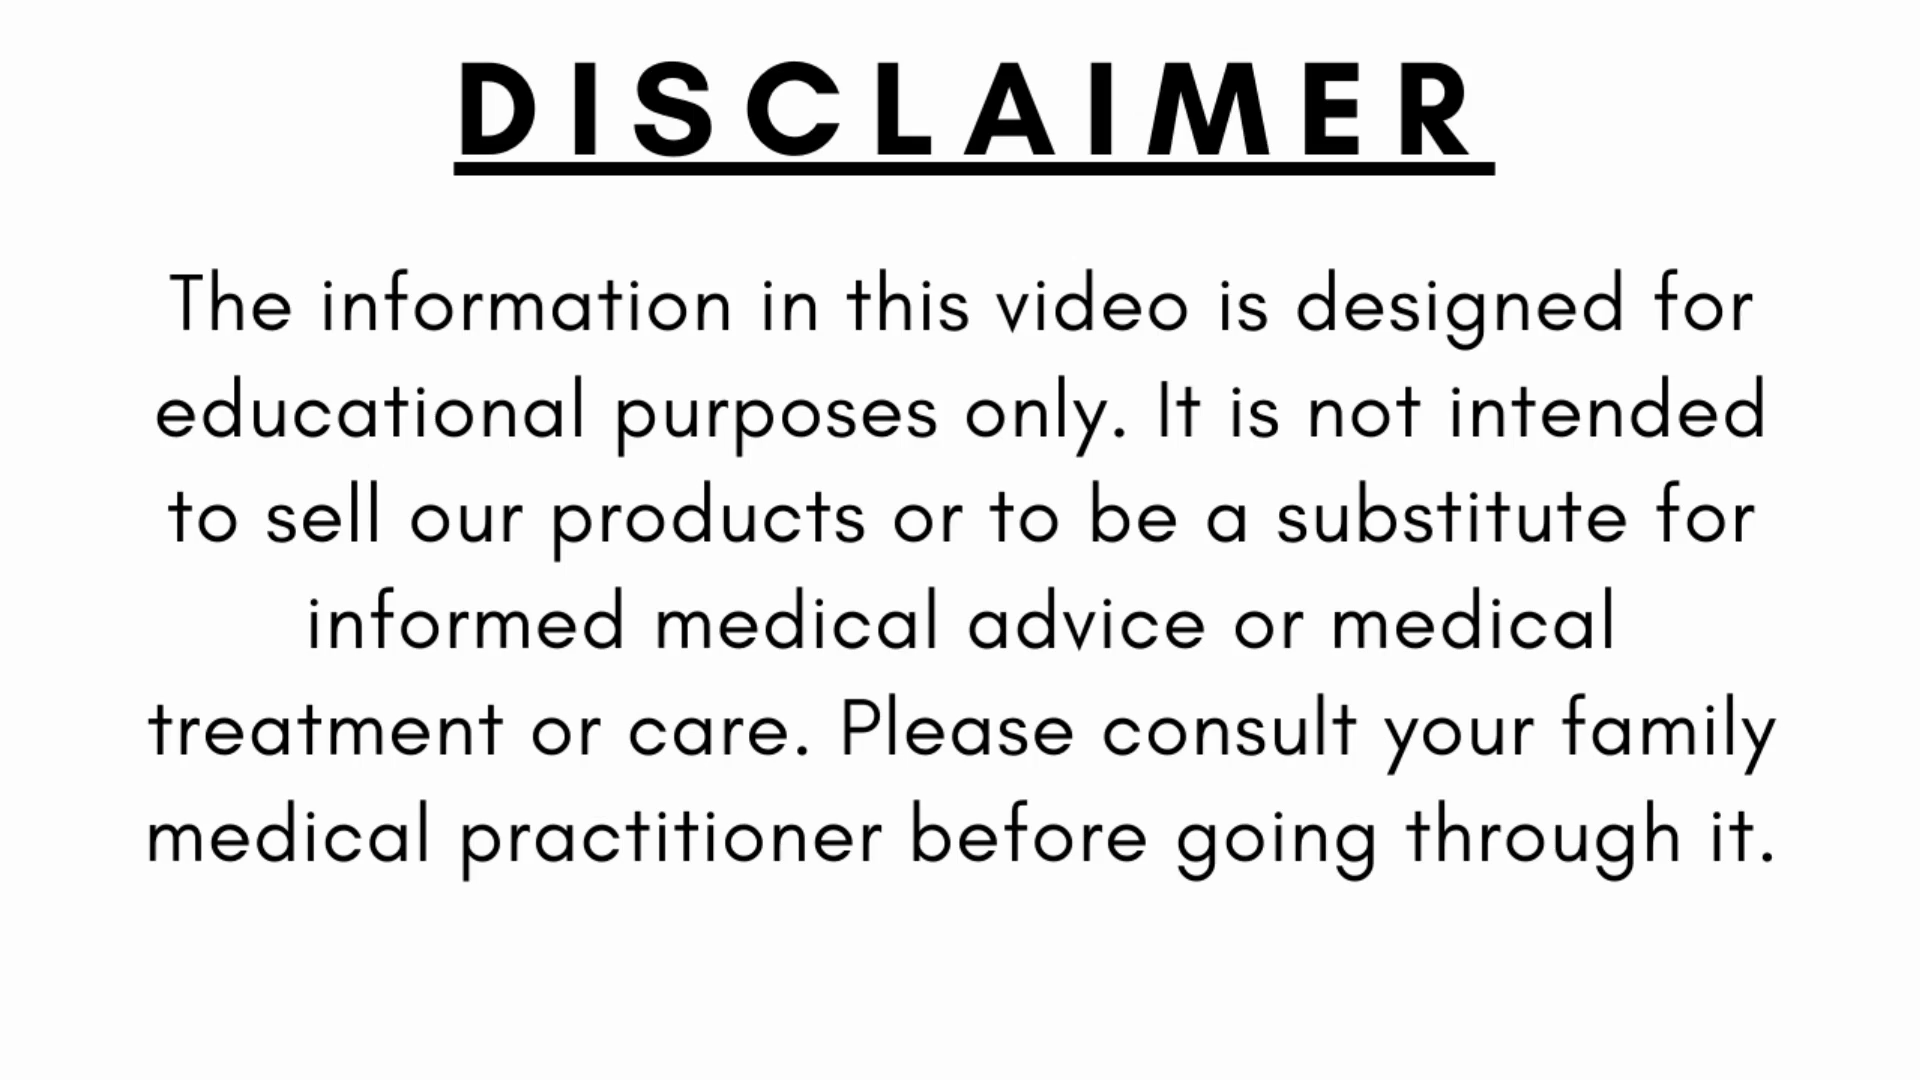 DISCLAIMER
The information in this video is designed for
educational purposes only. It is not intended
to sell our products or to be a substitute for
informed medical advice or medical
treatment or care. Please consult your family
medical practitioner before going through it.